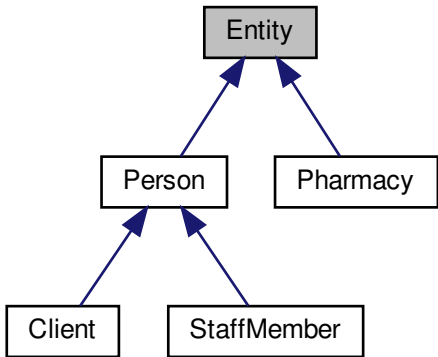 Entity
Person
Pharmacy
Client
StaffMember